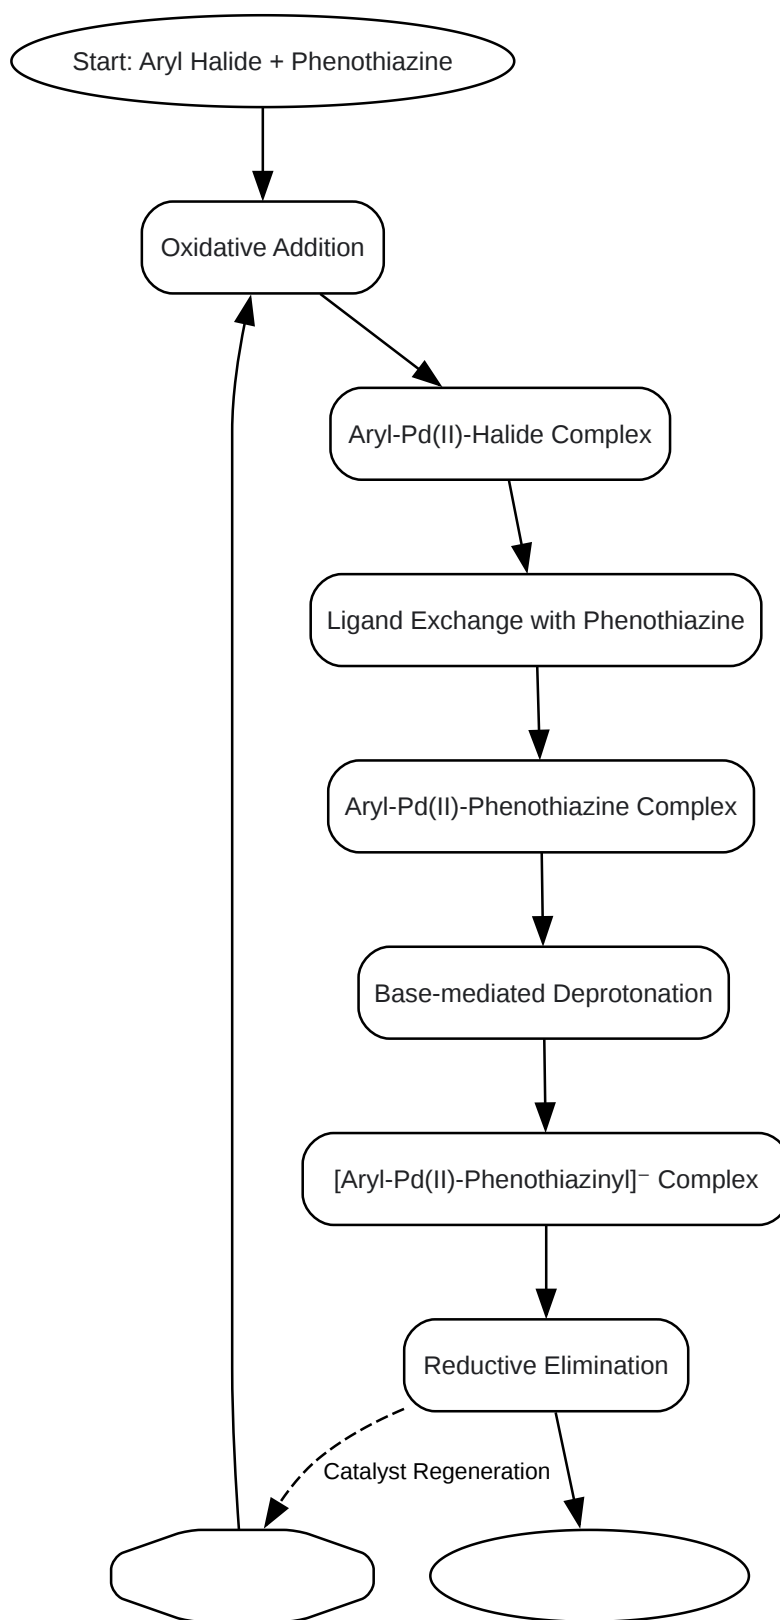 Start: Aryl Halide + Phenothiazine
Oxidative Addition
Aryl-Pd(II)-Halide Complex
Ligand Exchange with Phenothiazine
Aryl-Pd(II)-Phenothiazine Complex
Base-mediated Deprotonation
[Aryl-Pd(II)-Phenothiazinyl]⁻ Complex
Reductive Elimination
Catalyst Regeneration